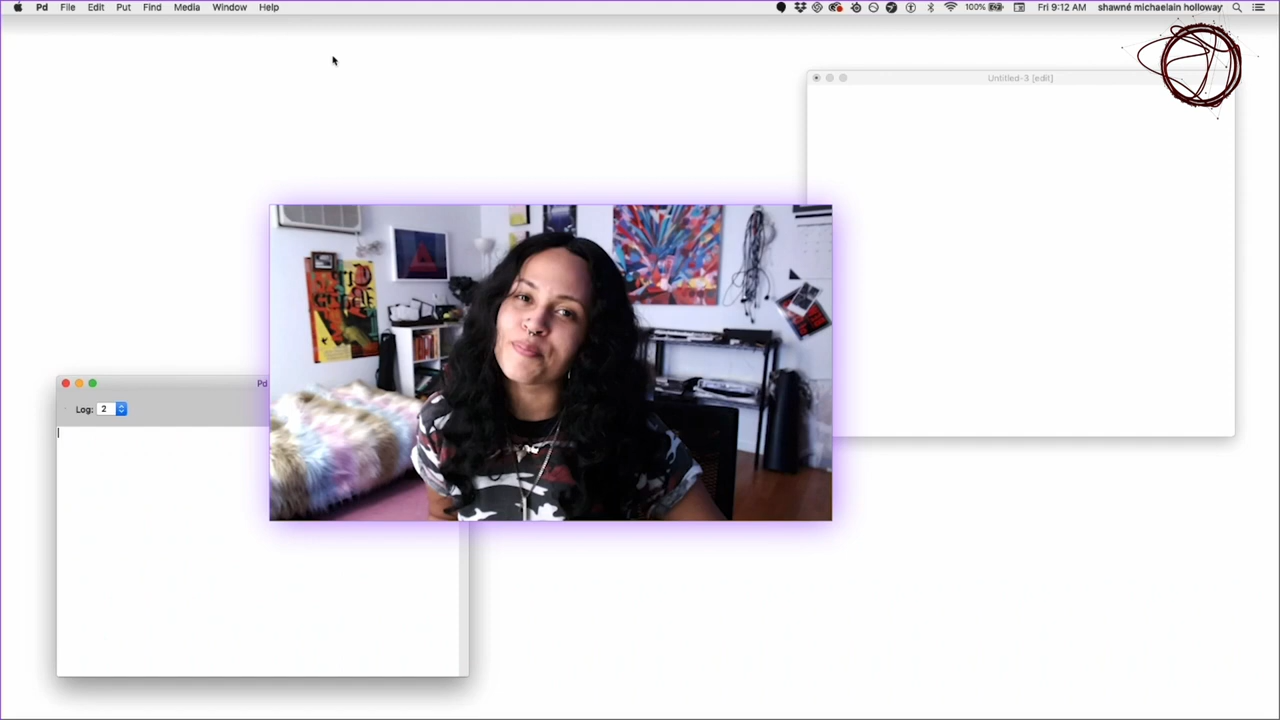 Pd File Edit Put Find Media Window Help
100% Fri 9:12 AM shawné michaelain holloway
Untitled-3 [edit]
Pd
Log: 2